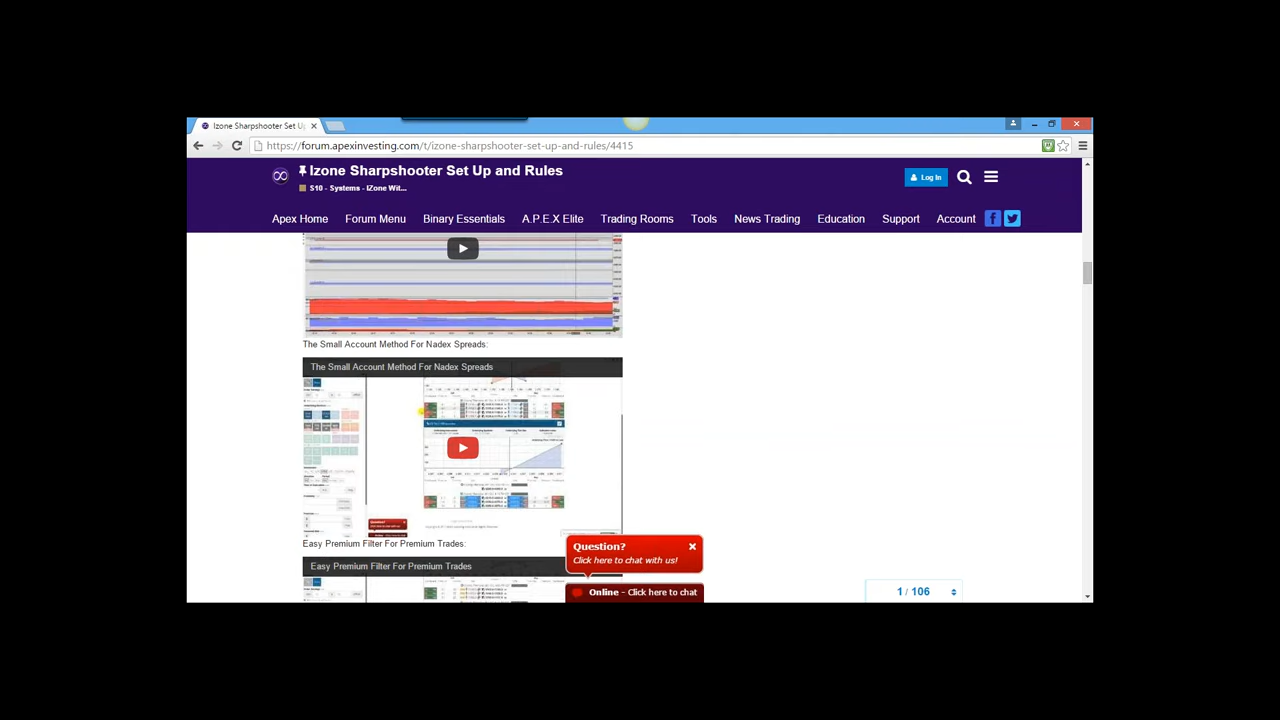 Izone Sharpshooter Set U
https://forum.apexinvesting.com/t/izone-sharpshooter-set-up-and-rules/4415
Izone Sharpshooter Set Up and Rules
S10 - Systems - IZone Wit...
Log In
Apex Home
Forum Menu
Binary Essentials
A.P.E.X Elite
Trading Rooms
Tools
News Trading
Education
Support
Account
The Small Account Method For Nadex Spreads:
The Small Account Method For Nadex Spreads
Easy Premium Filter For Premium Trades:
Easy Premium Filter For Premium Trades
Question?
Click here to chat with us!
Online - Click here to chat
1 / 106